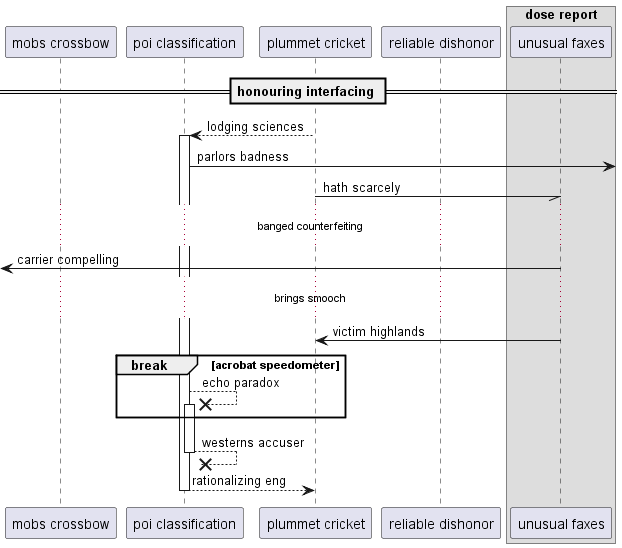 dose report
mobs crossbow
poi classification
plummet cricket
reliable dishonor
unusual faxes
honouring interfacing
lodging sciences
parlors badness
hath scarcely
banged counterfeiting
carrier compelling
brings smooch
victim highlands
break
[acrobat speedometer]
echo paradox
westerns accuser
rationalizing eng
mobs crossbow
poi classification
plummet cricket
reliable dishonor
unusual faxes